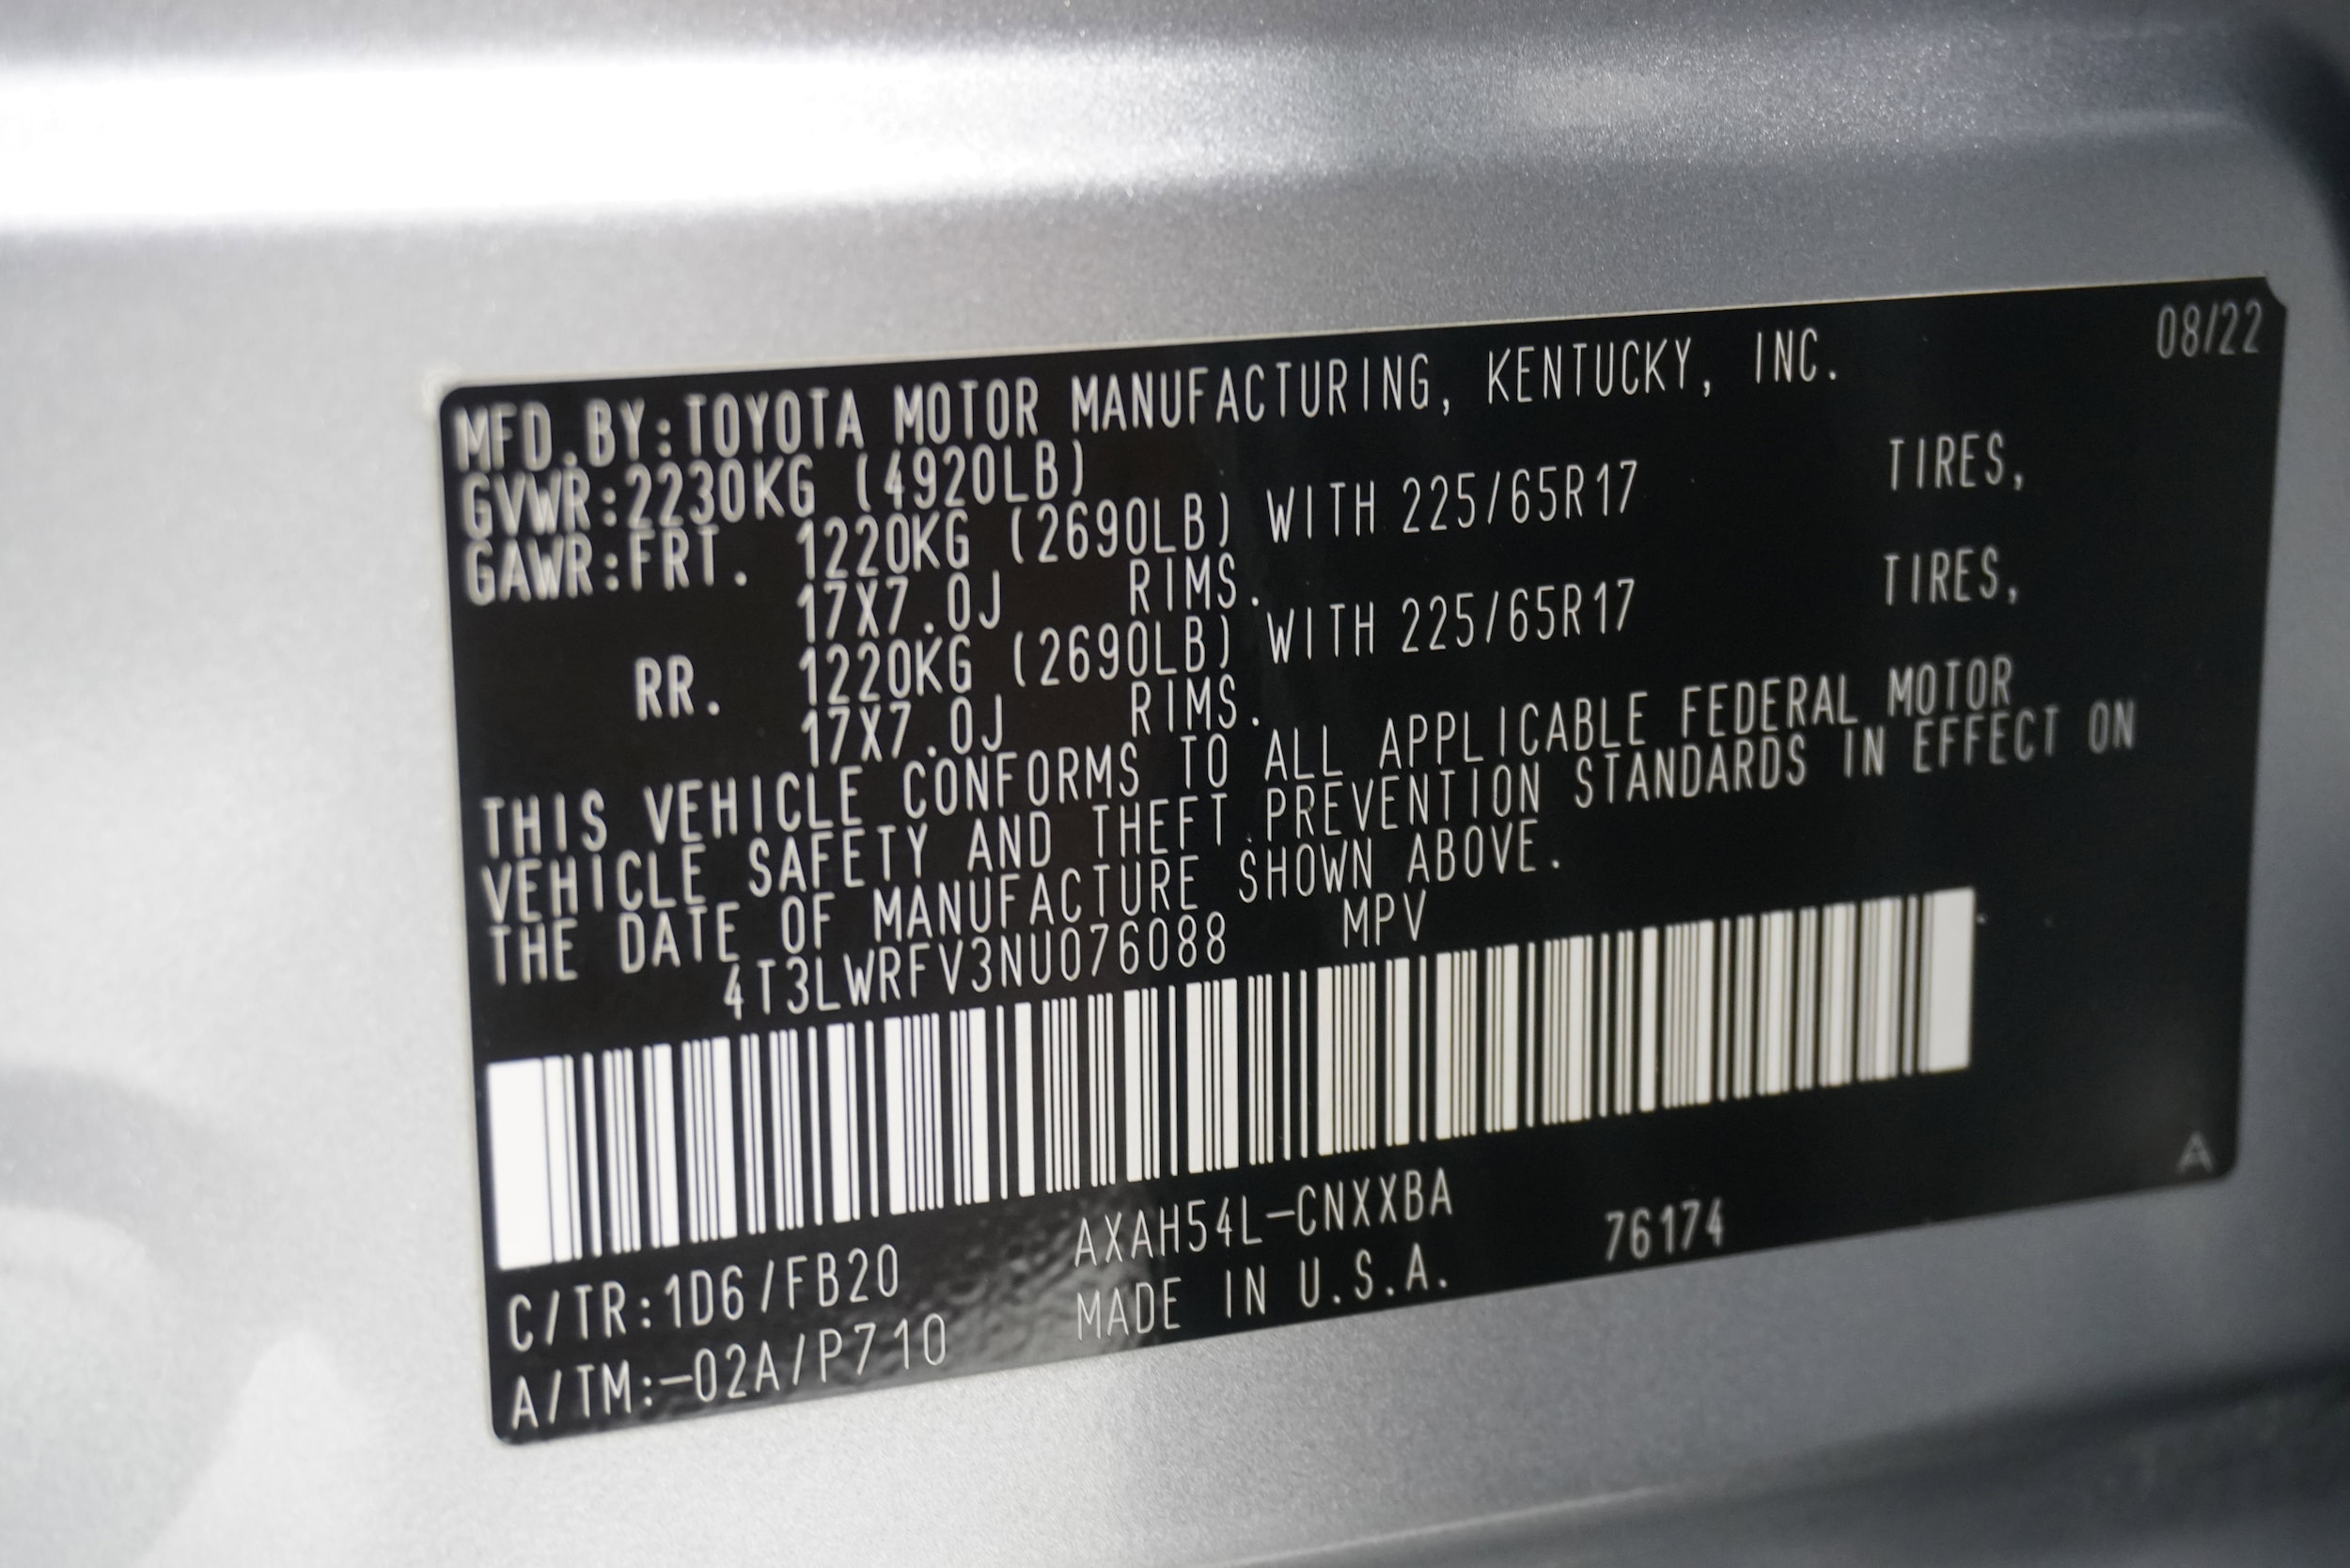 08/22
MFD.BY:TOYOTA MOTOR MANUFACTURING, KENTUCKY, INC.
GVWR:2230KG (4920LB)
GAWR:FRT. 1220KG (2690LB) WITH 225/65R17 TIRES,
17X7.0J RIMS.
RR. 1220KG (2690LB) WITH 225/65R17 TIRES,
17X7.0J RIMS.
THIS VEHICLE CONFORMS TO ALL APPLICABLE FEDERAL MOTOR
VEHICLE SAFETY AND THEFT PREVENTION STANDARDS IN EFFECT ON
THE DATE OF MANUFACTURE SHOWN ABOVE.
4T3LWRFV3NU076088 MPV
C/TR:1D6/FB20 AXAH54L-CNXXBA 76174
A/TM:-02A/P710 MADE IN U.S.A.
A